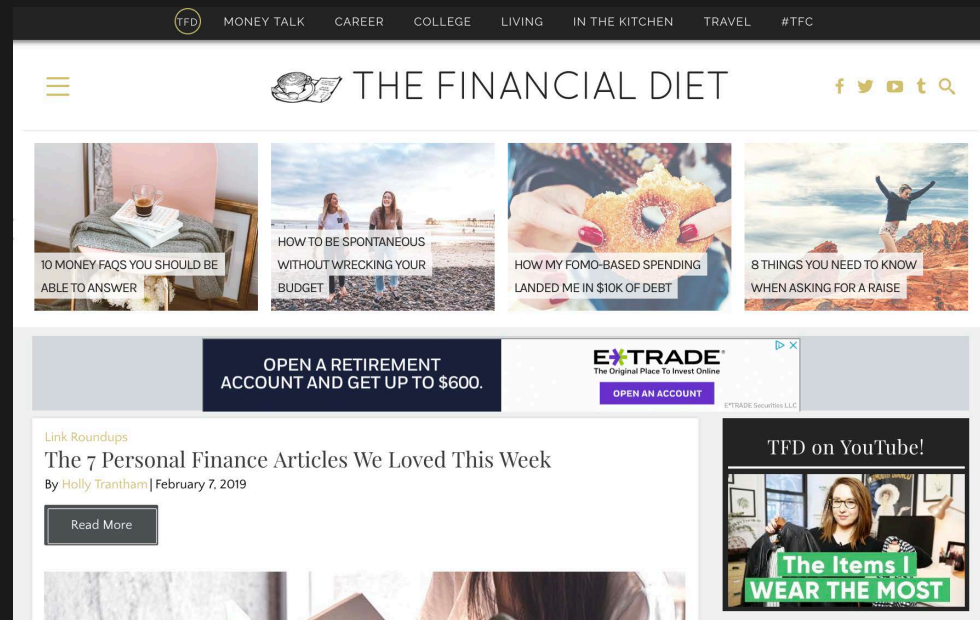 TFD MONEY TALK CAREER COLLEGE LIVING IN THE KITCHEN TRAVEL #TFC
THE FINANCIAL DIET
10 MONEY FAQS YOU SHOULD BE
ABLE TO ANSWER
HOW TO BE SPONTANEOUS
WITHOUT WRECKING YOUR
BUDGET
HOW MY FOMO-BASED SPENDING
LANDED ME IN $10K OF DEBT
8 THINGS YOU NEED TO KNOW
WHEN ASKING FOR A RAISE
OPEN A RETIREMENT
ACCOUNT AND GET UP TO $600.
E*TRADE®
The Original Place To Invest Online
OPEN AN ACCOUNT
E*TRADE Securities LLC
Link Roundups
The 7 Personal Finance Articles We Loved This Week
By Holly Trantham | February 7, 2019
Read More
TFD on YouTube!
The Items I
WEAR THE MOST